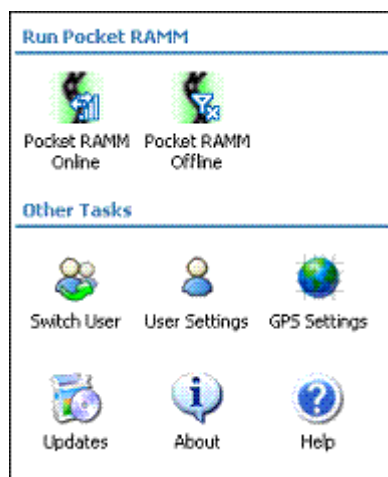 Run Pocket RAMM
Pocket RAMM Pocket RAMM
Online Offline
Other Tasks
Switch User User Settings GPS Settings
Updates About Help